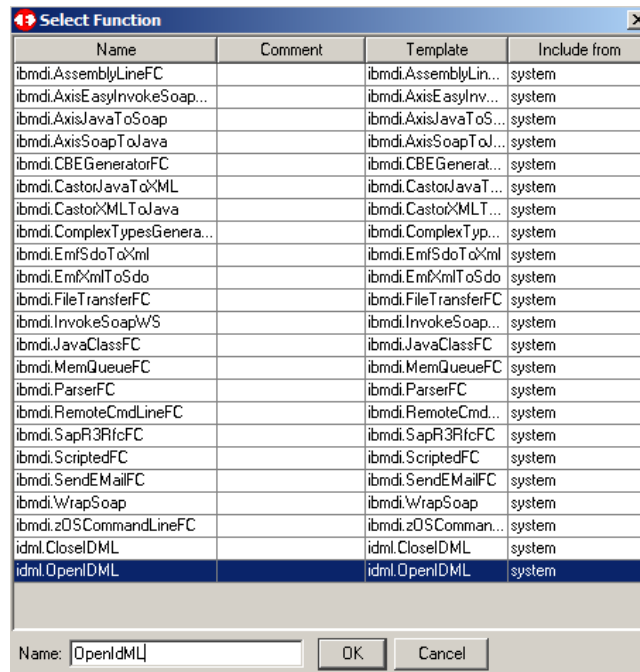 Select Function
Name Comment Template Include from
ibmdi.AssemblyLineFC ibmdi.AssemblyLin... system
ibmdi.AxisEasyInvokeSoap... ibmdi.AxisEasyInv... system
ibmdi.AxisJavaToSoap ibmdi.AxisJavaToS... system
ibmdi.AxisSoapToJava ibmdi.AxisSoapToJ... system
ibmdi.CBEGeneratorFC ibmdi.CBEGenerat... system
ibmdi.CastorJavaToXML ibmdi.CastorJavaT... system
ibmdi.CastorXMLToJava ibmdi.CastorXMLT... system
ibmdi.ComplexTypesGenera... ibmdi.ComplexTyp... system
ibmdi.EmfSdoToXml ibmdi.EmfSdoToXml system
ibmdi.EmfXmlToSdo ibmdi.EmfXmlToSdo system
ibmdi.FileTransferFC ibmdi.FileTransferFC system
ibmdi.InvokeSoapWS ibmdi.InvokeSoap... system
ibmdi.JavaClassFC ibmdi.JavaClassFC system
ibmdi.MemQueueFC ibmdi.MemQueueFC system
ibmdi.ParserFC ibmdi.ParserFC system
ibmdi.RemoteCmdLineFC ibmdi.RemoteCmd... system
ibmdi.SapR3RfcFC ibmdi.SapR3RfcFC system
ibmdi.ScriptedFC ibmdi.ScriptedFC system
ibmdi.SendEMailFC ibmdi.SendEMailFC system
ibmdi.WrapSoap ibmdi.WrapSoap system
ibmdi.zOSCommandLineFC ibmdi.zOSComman... system
idml.CloseIDML idml.CloseIDML system
idml.OpenIDML idml.OpenIDML system
Name: OpenIdML OK Cancel